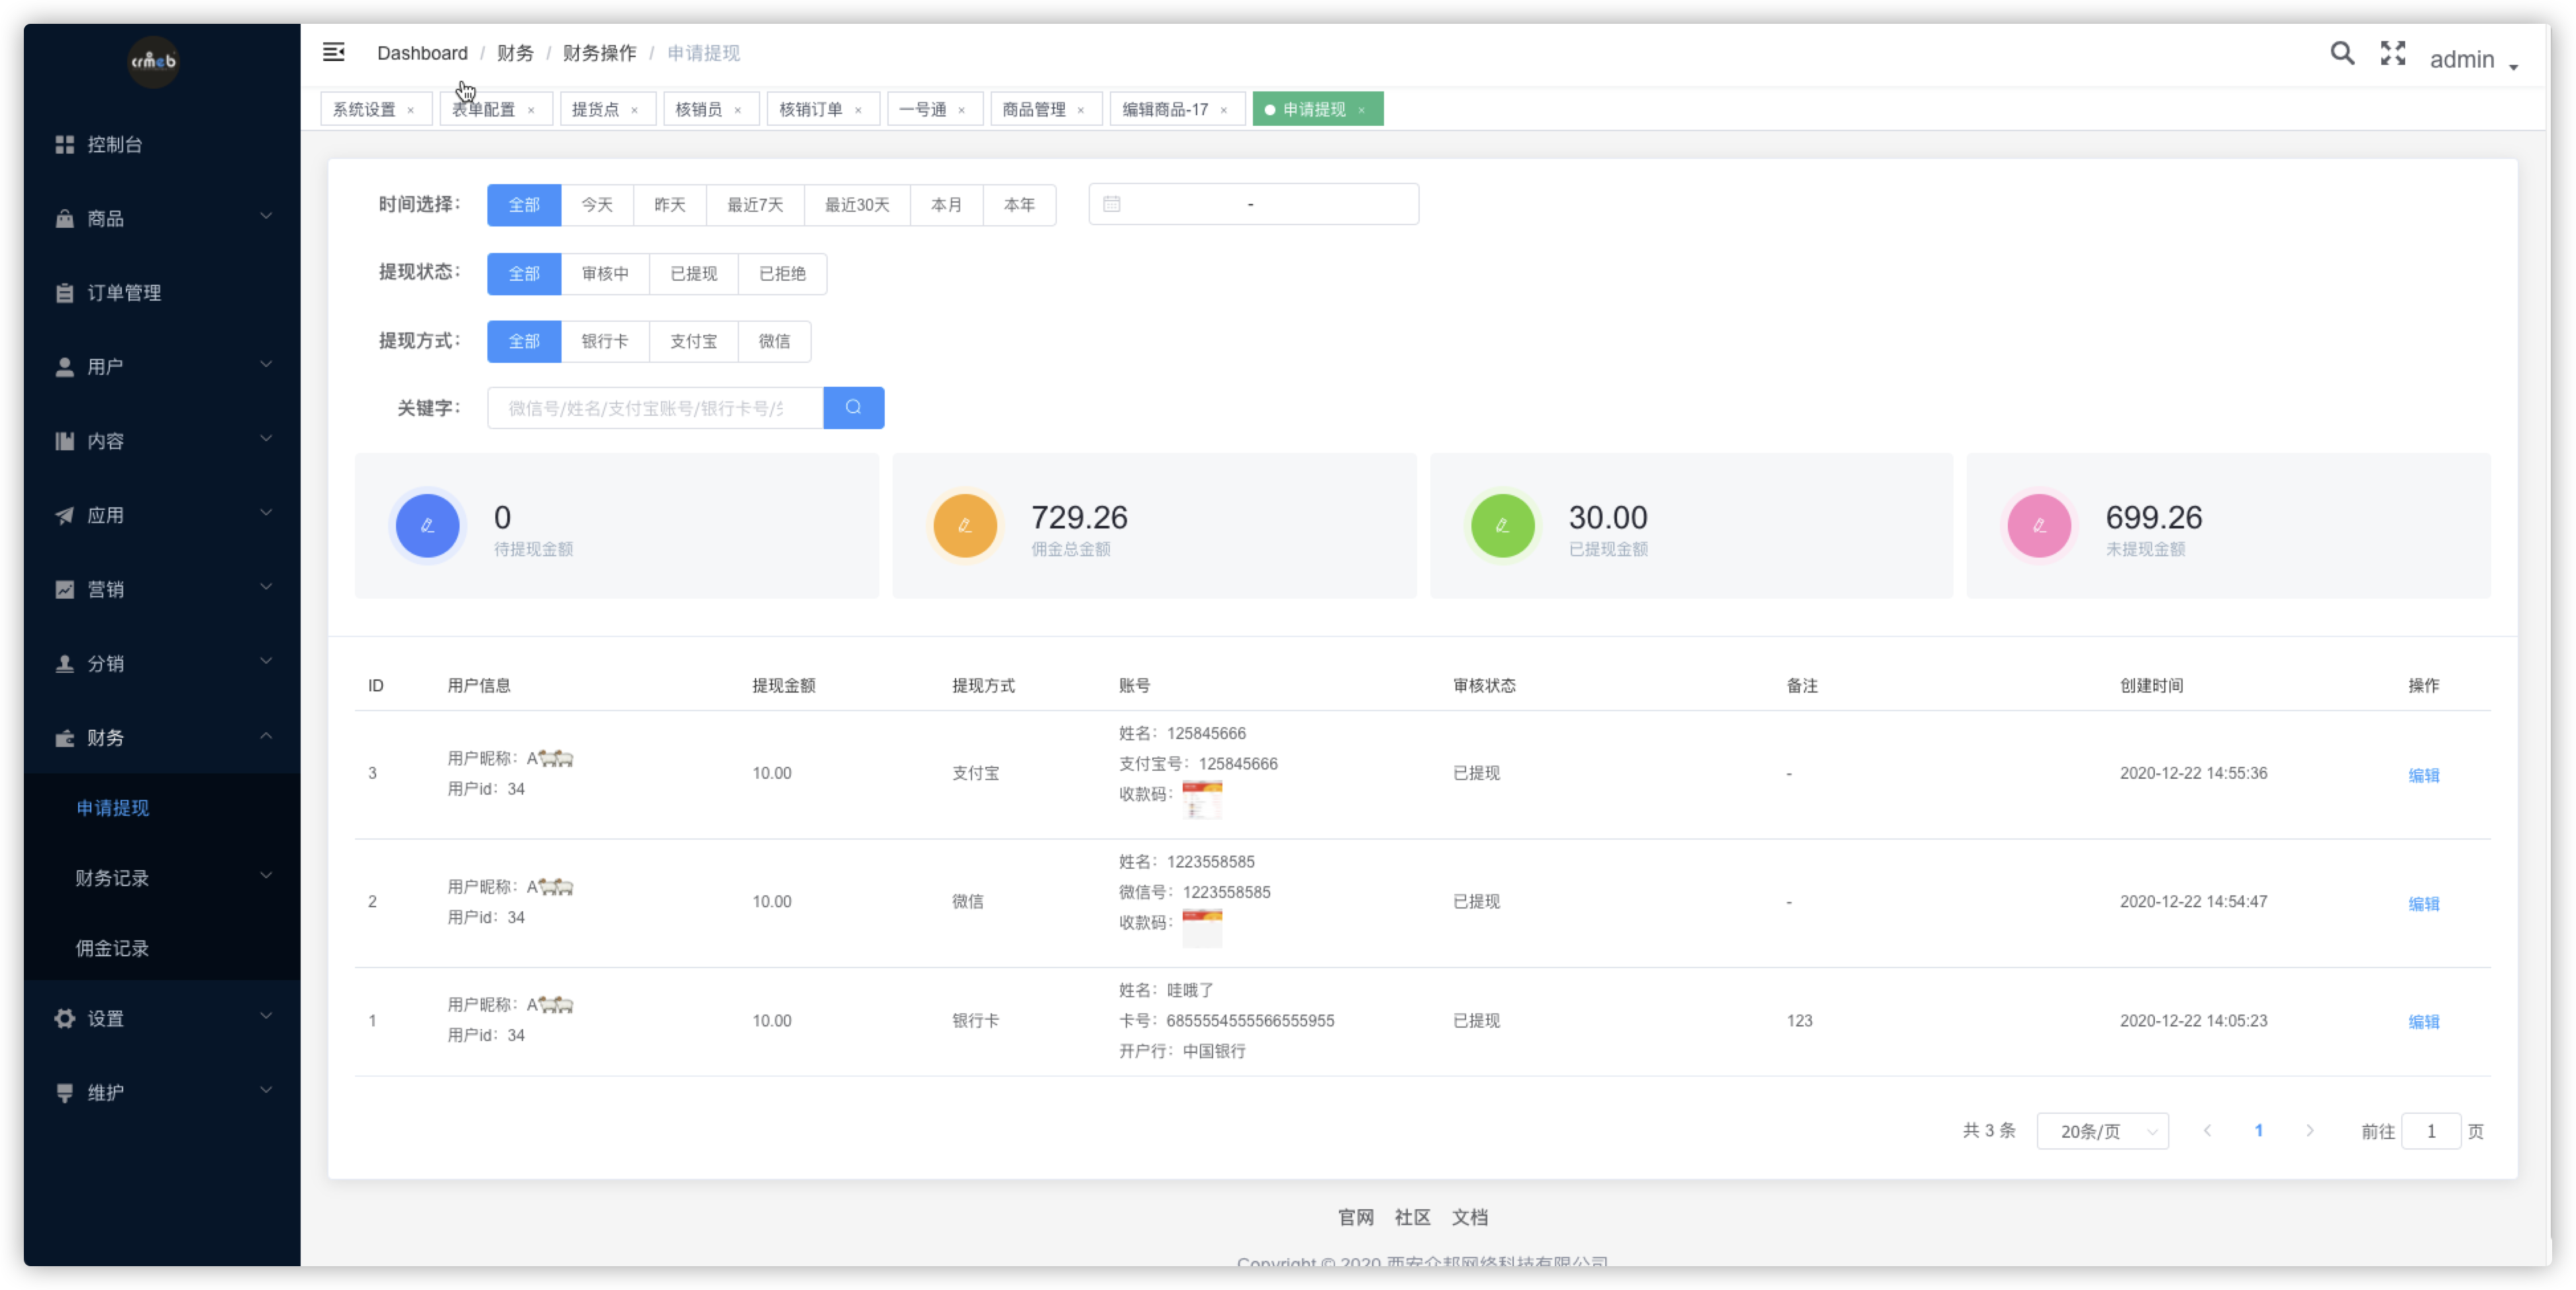 crmeb
Dashboard / 财务 / 财务操作 / 申请提现
admin
系统设置 × 表单配置 × 提货点 × 核销员 × 核销订单 × 一号通 × 商品管理 × 编辑商品-17 × 申请提现 ×
控制台
商品
订单管理
用户
内容
应用
营销
分销
财务
申请提现
财务记录
佣金记录
设置
维护
时间选择： 全部 今天 昨天 最近7天 最近30天 本月 本年 -
提现状态： 全部 审核中 已提现 已拒绝
提现方式： 全部 银行卡 支付宝 微信
关键字： 微信号/姓名/支付宝账号/银行卡号/
0
待提现金额
729.26
佣金总金额
30.00
已提现金额
699.26
未提现金额
ID 用户信息 提现金额 提现方式 账号 审核状态 备注 创建时间 操作
3
用户昵称：A🐏🐏
用户id：34
10.00
支付宝
姓名：125845666
支付宝号：125845666
收款码：
已提现
-
2020-12-22 14:55:36
编辑
2
用户昵称：A🐏🐏
用户id：34
10.00
微信
姓名：1223558585
微信号：1223558585
收款码：
已提现
-
2020-12-22 14:54:47
编辑
1
用户昵称：A🐏🐏
用户id：34
10.00
银行卡
姓名：哇哦了
卡号：6855554555566555955
开户行：中国银行
已提现
123
2020-12-22 14:05:23
编辑
共 3 条 20条/页 1 前往 1 页
官网 社区 文档
Copyright © 2020 西安众邦网络科技有限公司